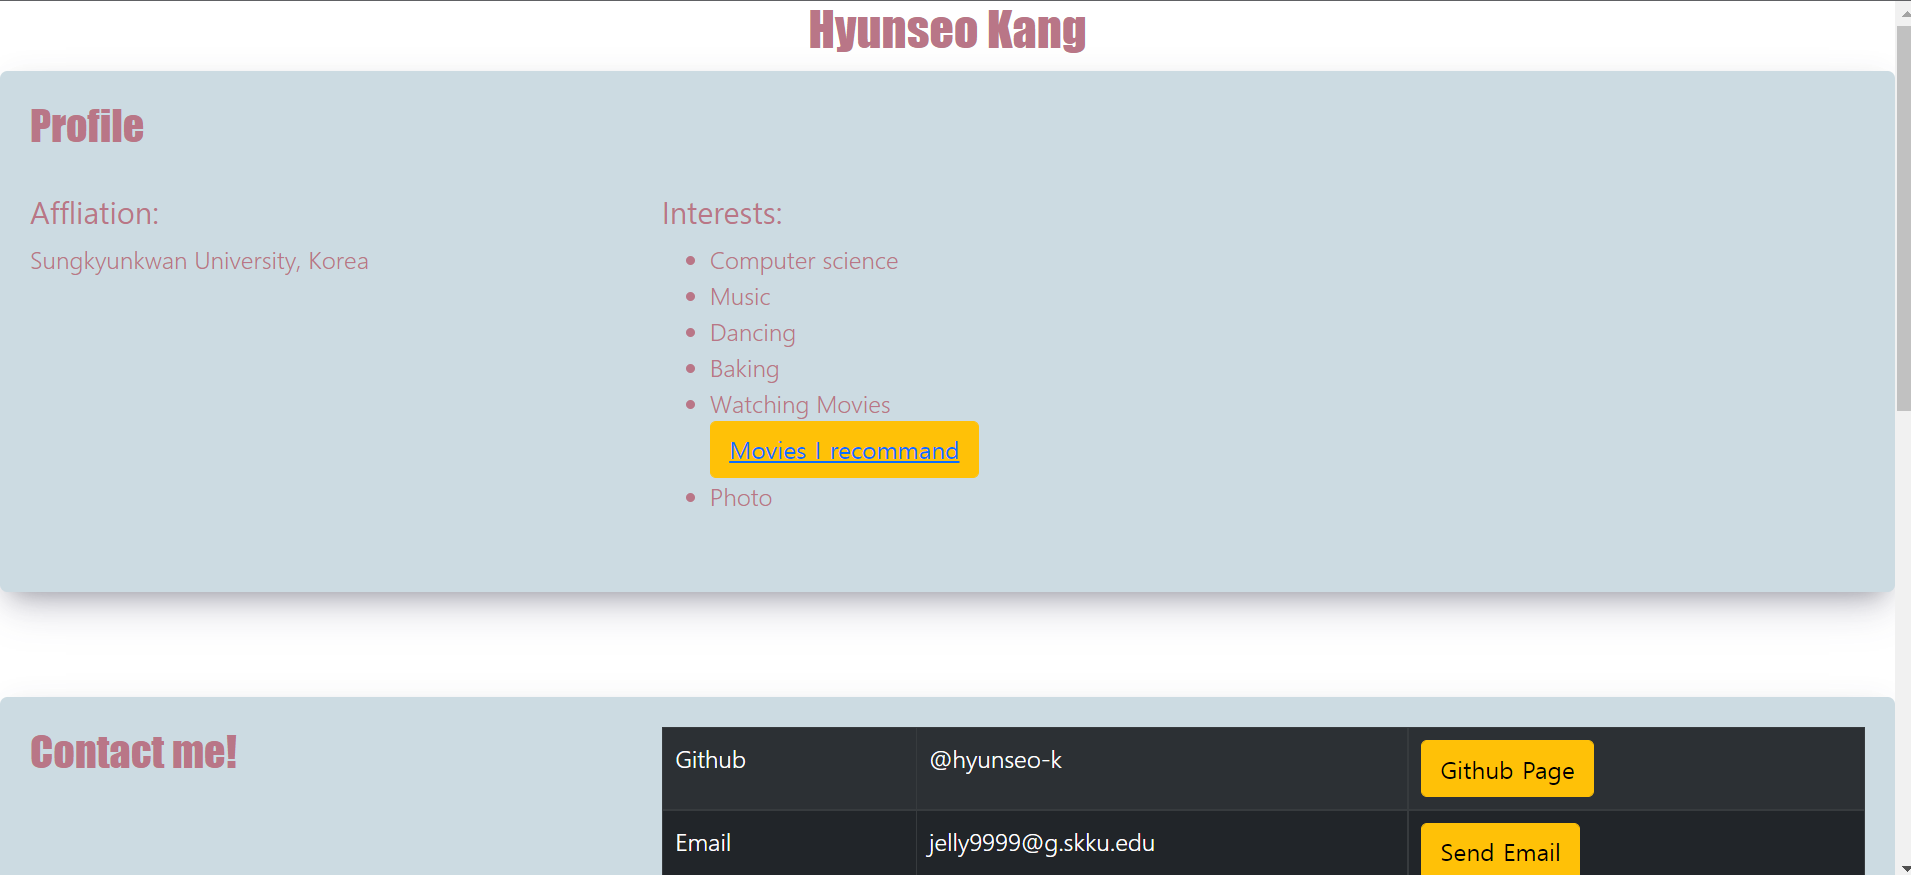 Hyunseo Kang
Profile
Affliation:
Sungkyunkwan University, Korea
Interests:
Computer science
Music
Dancing
Baking
Watching Movies
Movies I recommand
Photo
Contact me!
Github @hyunseo-k Github Page
Email jelly9999@g.skku.edu Send Email